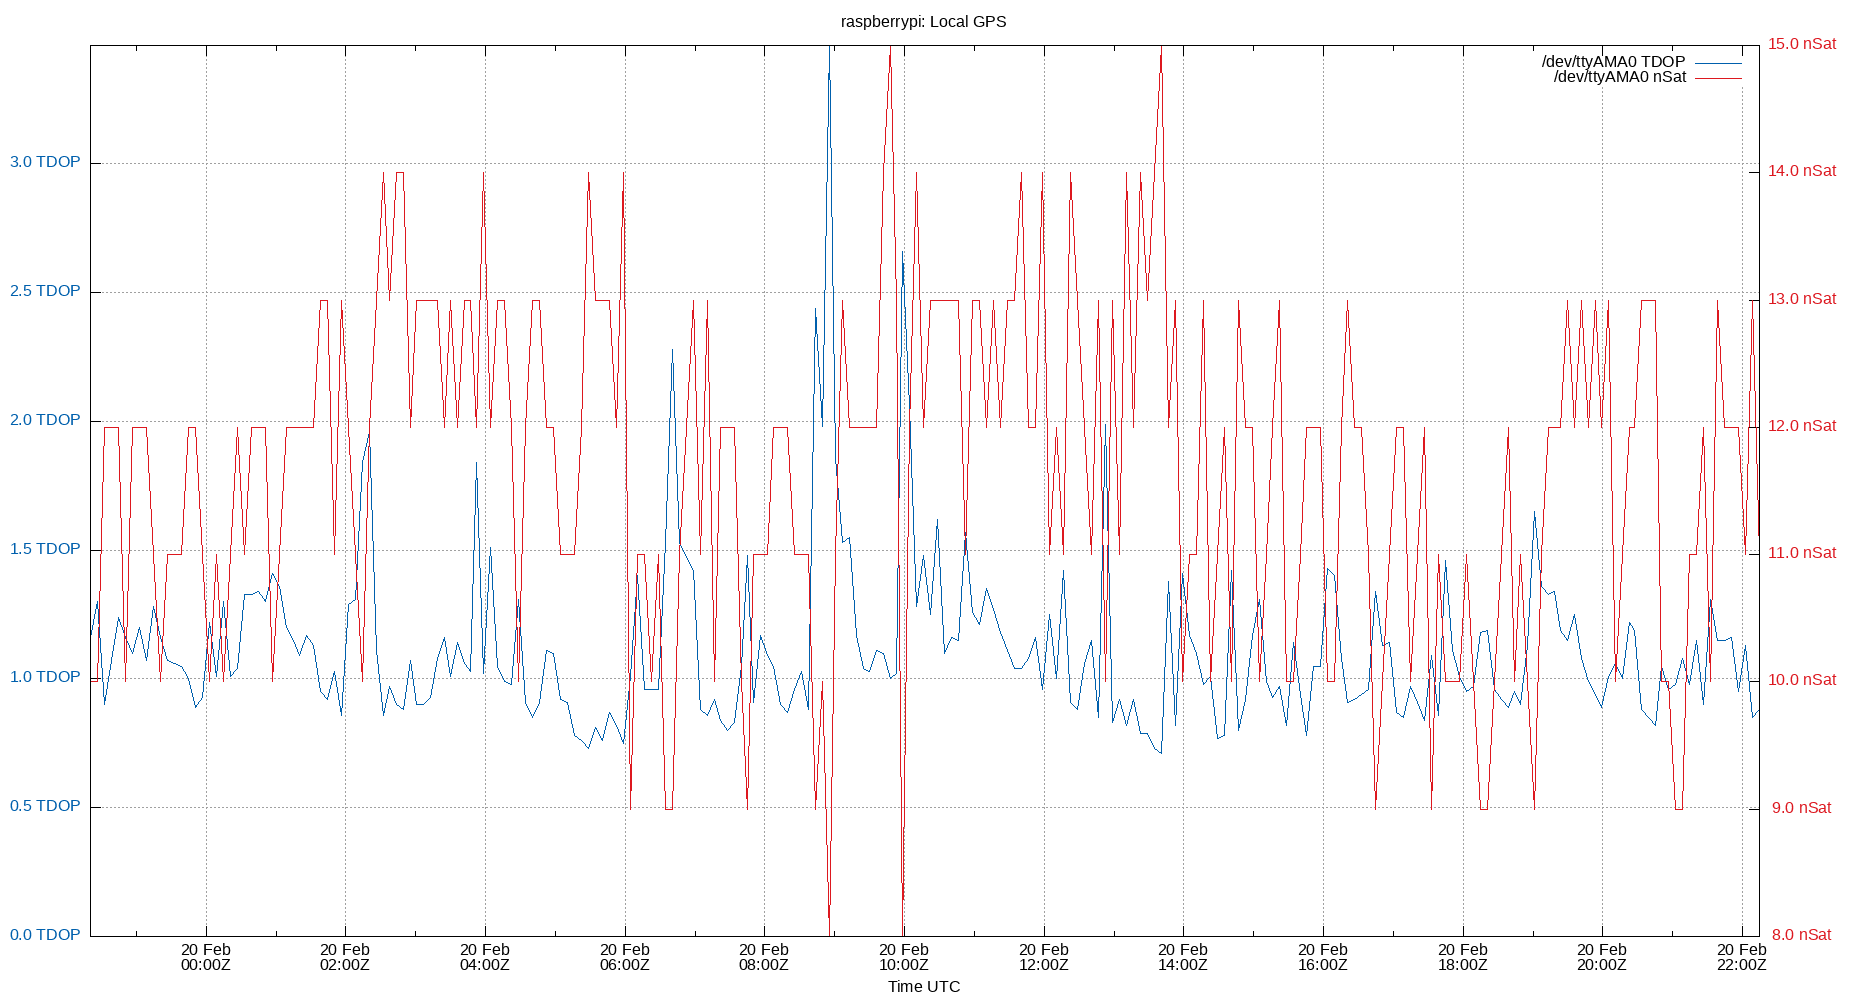 raspberrypi: Local GPS
15.0 nSat
/dev/ttyAMA0 TDOP
/dev/ttyAMA0 nSat
3.0 TDOP
14.0 nSat
2.5 TDOP
13.0 nSat
2.0 TDOP
12.0 nSat
1.5 TDOP
11.0 nSat
1.0 TDOP
10.0 nSat
0.5 TDOP
9.0 nSat
0.0 TDOP
8.0 nSat
20 Feb 20 Feb 20 Feb 20 Feb 20 Feb 20 Feb 20 Feb 20 Feb 20 Feb 20 Feb 20 Feb 20 Feb
00:00Z 02:00Z 04:00Z 06:00Z 08:00Z 10:00Z 12:00Z 14:00Z 16:00Z 18:00Z 20:00Z 22:00Z
Time UTC